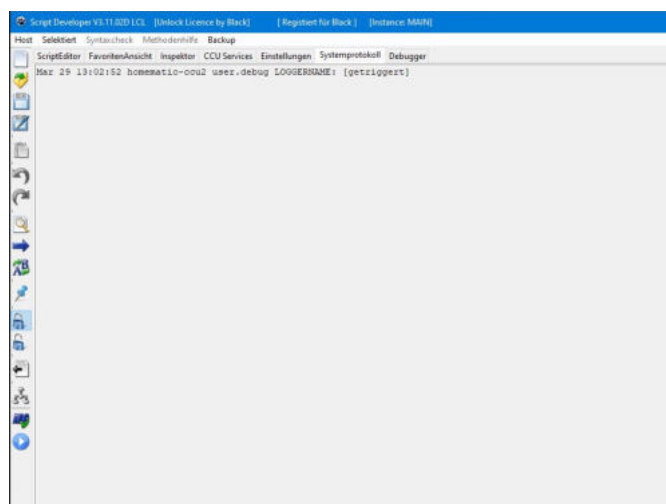 Script Developer V3.11.02D LCL [Unlock Licence by Black] [ Registiert für Black ] [Instance: MAIN]
Host Selektiert Syntaxcheck Methodenhilfe Backup
ScriptEditor FavoritenAnsicht Inspektor CCU Services Einstellungen Systemprotokoll Debugger
Mar 29 13:02:52 homematic-ccu2 user.debug LOGGERNAME: [getriggert]